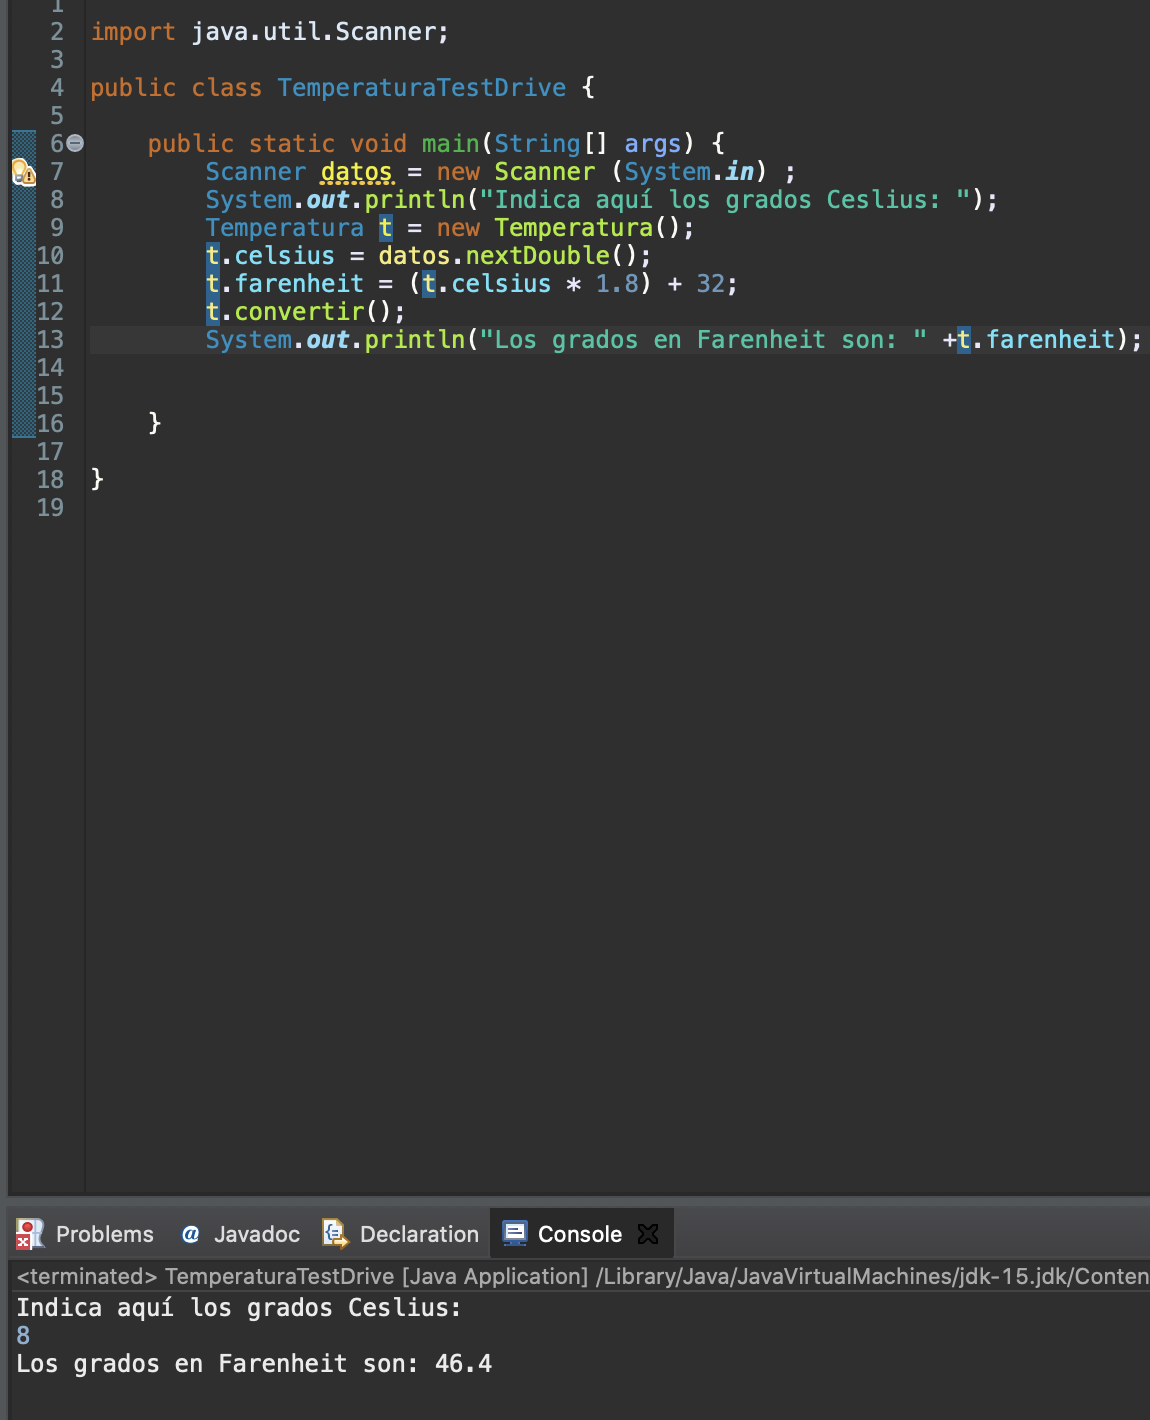 1
2 import java.util.Scanner;
3
4 public class TemperaturaTestDrive {
5
6 public static void main(String[] args) {
7 Scanner datos = new Scanner (System.in) ;
8 System.out.println("Indica aquí los grados Ceslius: ");
9 Temperatura t = new Temperatura();
10 t.celsius = datos.nextDouble();
11 t.farenheit = (t.celsius * 1.8) + 32;
12 t.convertir();
13 System.out.println("Los grados en Farenheit son: " +t.farenheit);
14
15
16 }
17
18 }
19
Problems @ Javadoc Declaration Console
<terminated> TemperaturaTestDrive [Java Application] /Library/Java/JavaVirtualMachines/jdk-15.jdk/Conten
Indica aquí los grados Ceslius:
8
Los grados en Farenheit son: 46.4